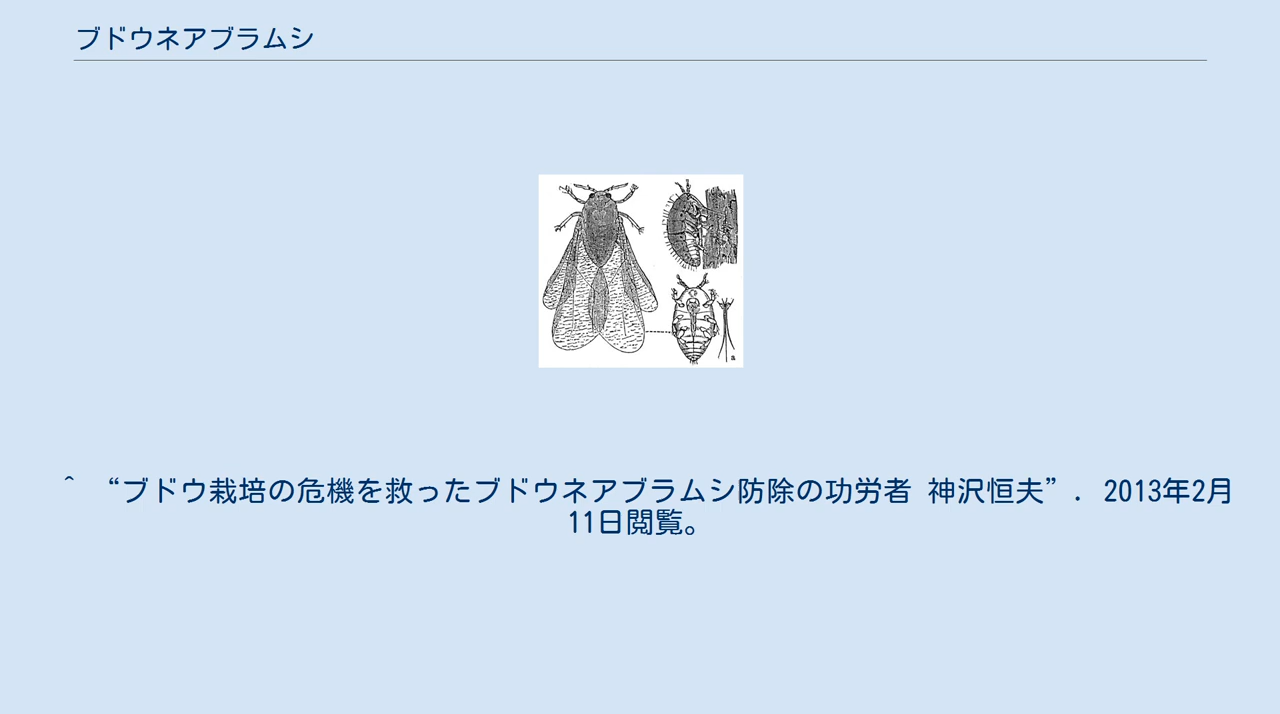 ブドウネアブラムシ
^ “ブドウ栽培の危機を救ったブドウネアブラムシ防除の功労者 神沢恒夫”. 2013年2月
11日閲覧。
a